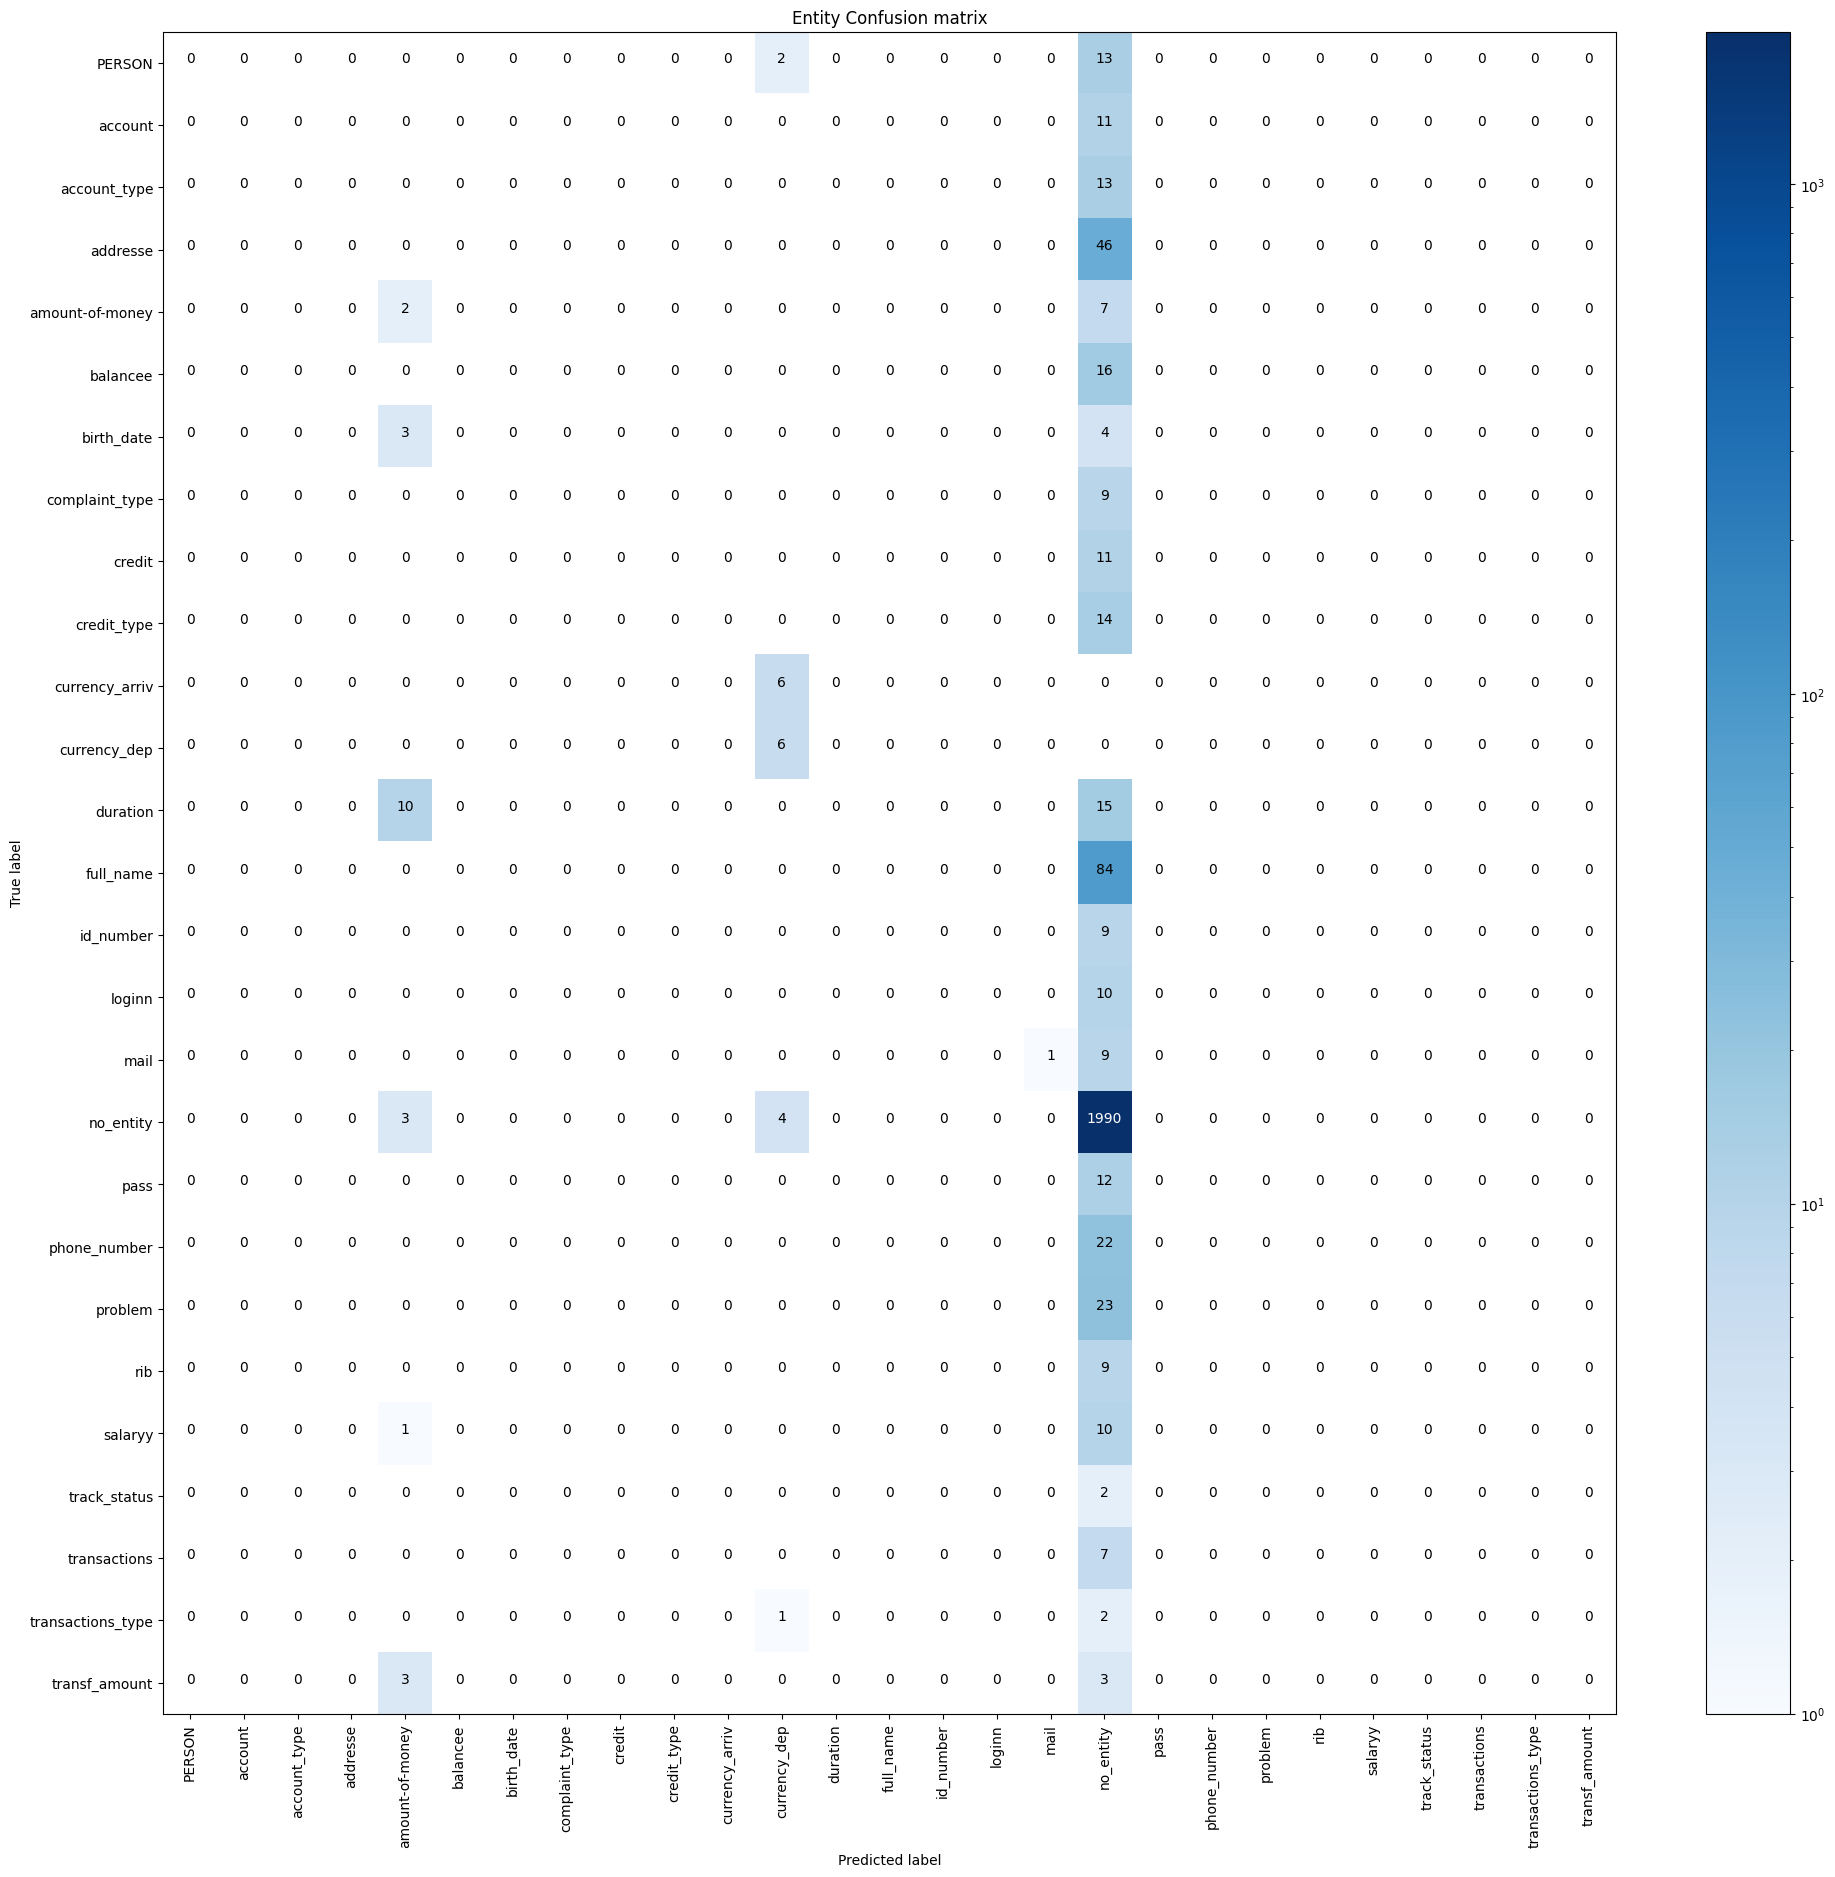 Entity Confusion matrix
PERSON 0 0 0 0 0 0 0 0 0 0 0 2 0 0 0 0 0 13 0 0 0 0 0 0 0 0 0
account 0 0 0 0 0 0 0 0 0 0 0 0 0 0 0 0 0 11 0 0 0 0 0 0 0 0 0
account_type 0 0 0 0 0 0 0 0 0 0 0 0 0 0 0 0 0 13 0 0 0 0 0 0 0 0 0
addresse 0 0 0 0 0 0 0 0 0 0 0 0 0 0 0 0 0 46 0 0 0 0 0 0 0 0 0
amount-of-money 0 0 0 0 2 0 0 0 0 0 0 0 0 0 0 0 0 7 0 0 0 0 0 0 0 0 0
balancee 0 0 0 0 0 0 0 0 0 0 0 0 0 0 0 0 0 16 0 0 0 0 0 0 0 0 0
birth_date 0 0 0 0 3 0 0 0 0 0 0 0 0 0 0 0 0 4 0 0 0 0 0 0 0 0 0
complaint_type 0 0 0 0 0 0 0 0 0 0 0 0 0 0 0 0 0 9 0 0 0 0 0 0 0 0 0
credit 0 0 0 0 0 0 0 0 0 0 0 0 0 0 0 0 0 11 0 0 0 0 0 0 0 0 0
credit_type 0 0 0 0 0 0 0 0 0 0 0 0 0 0 0 0 0 14 0 0 0 0 0 0 0 0 0
currency_arriv 0 0 0 0 0 0 0 0 0 0 0 6 0 0 0 0 0 0 0 0 0 0 0 0 0 0 0
currency_dep 0 0 0 0 0 0 0 0 0 0 0 6 0 0 0 0 0 0 0 0 0 0 0 0 0 0 0
duration 0 0 0 0 10 0 0 0 0 0 0 0 0 0 0 0 0 15 0 0 0 0 0 0 0 0 0
full_name 0 0 0 0 0 0 0 0 0 0 0 0 0 0 0 0 0 84 0 0 0 0 0 0 0 0 0
id_number 0 0 0 0 0 0 0 0 0 0 0 0 0 0 0 0 0 9 0 0 0 0 0 0 0 0 0
loginn 0 0 0 0 0 0 0 0 0 0 0 0 0 0 0 0 0 10 0 0 0 0 0 0 0 0 0
mail 0 0 0 0 0 0 0 0 0 0 0 0 0 0 0 0 1 9 0 0 0 0 0 0 0 0 0
no_entity 0 0 0 0 3 0 0 0 0 0 0 4 0 0 0 0 0 1990 0 0 0 0 0 0 0 0 0
pass 0 0 0 0 0 0 0 0 0 0 0 0 0 0 0 0 0 12 0 0 0 0 0 0 0 0 0
phone_number 0 0 0 0 0 0 0 0 0 0 0 0 0 0 0 0 0 22 0 0 0 0 0 0 0 0 0
problem 0 0 0 0 0 0 0 0 0 0 0 0 0 0 0 0 0 23 0 0 0 0 0 0 0 0 0
rib 0 0 0 0 0 0 0 0 0 0 0 0 0 0 0 0 0 9 0 0 0 0 0 0 0 0 0
salaryy 0 0 0 0 1 0 0 0 0 0 0 0 0 0 0 0 0 10 0 0 0 0 0 0 0 0 0
track_status 0 0 0 0 0 0 0 0 0 0 0 0 0 0 0 0 0 2 0 0 0 0 0 0 0 0 0
transactions 0 0 0 0 0 0 0 0 0 0 0 0 0 0 0 0 0 7 0 0 0 0 0 0 0 0 0
transactions_type 0 0 0 0 0 0 0 0 0 0 0 1 0 0 0 0 0 2 0 0 0 0 0 0 0 0 0
transf_amount 0 0 0 0 3 0 0 0 0 0 0 0 0 0 0 0 0 3 0 0 0 0 0 0 0 0 0
True label
PERSON
account
account_type
addresse
amount-of-money
balancee
birth_date
complaint_type
credit
credit_type
currency_arriv
currency_dep
duration
full_name
id_number
loginn
mail
no_entity
pass
phone_number
problem
rib
salaryy
track_status
transactions
transactions_type
transf_amount
Predicted label
10³
10²
10¹
10⁰